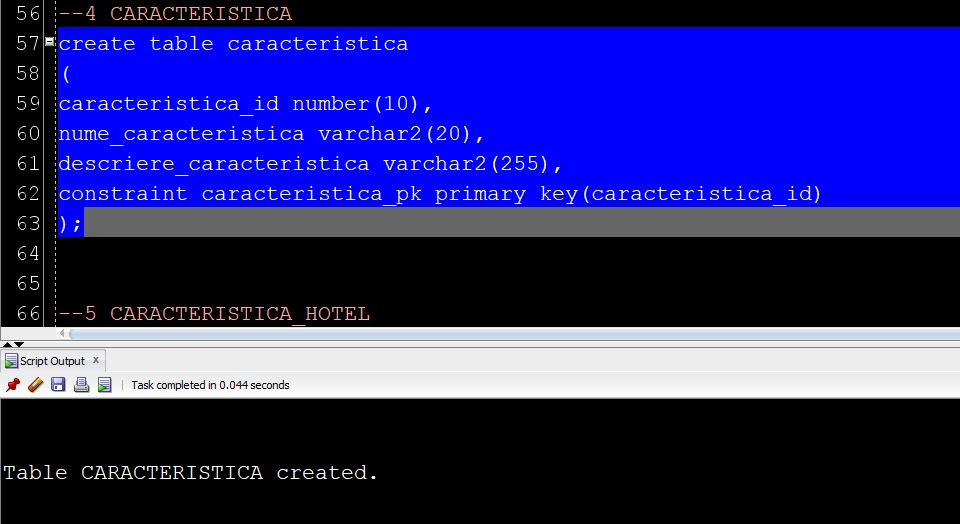 56 --4 CARACTERISTICA
57 create table caracteristica
58 (
59 caracteristica_id number(10),
60 nume_caracteristica varchar2(20),
61 descriere_caracteristica varchar2(255),
62 constraint caracteristica_pk primary key(caracteristica_id)
63 );
64
65
66 --5 CARACTERISTICA_HOTEL
Script Output x
Task completed in 0.044 seconds
Table CARACTERISTICA created.